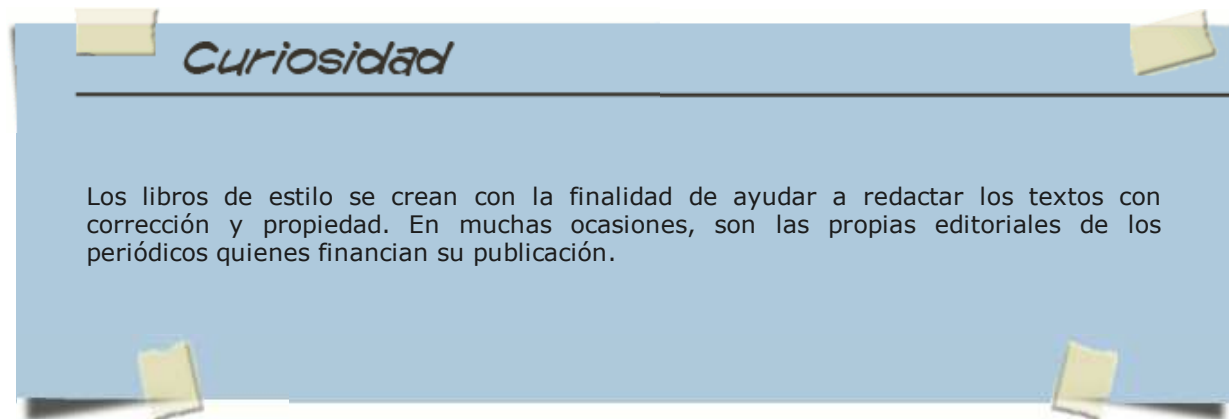 Curiosidad
Los libros de estilo se crean con la finalidad de ayudar a redactar los textos con
corrección y propiedad. En muchas ocasiones, son las propias editoriales de los
periódicos quienes financian su publicación.